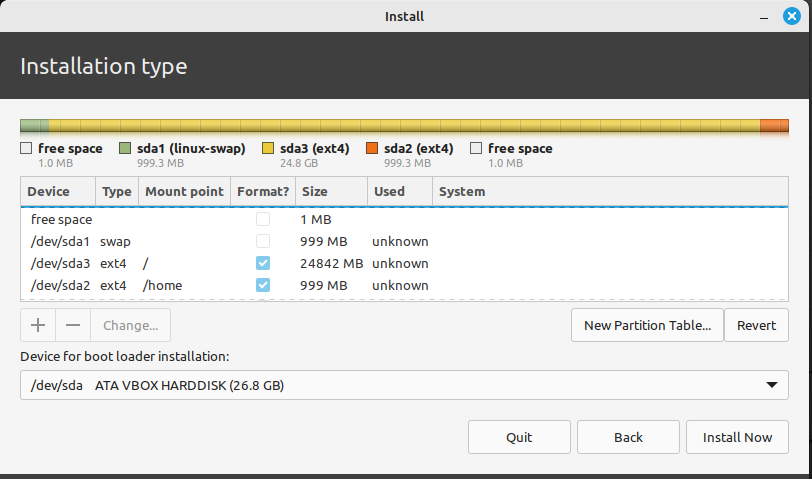 Install
Installation type
free space sda1 (linux-swap) sda3 (ext4) sda2 (ext4) free space
1.0 MB 999.3 MB 24.8 GB 999.3 MB 1.0 MB
Device Type Mount point Format? Size Used System
free space 1 MB
/dev/sda1 swap 999 MB unknown
/dev/sda3 ext4 / 24842 MB unknown
/dev/sda2 ext4 /home 999 MB unknown
+ − Change... New Partition Table... Revert
Device for boot loader installation:
/dev/sda ATA VBOX HARDDISK (26.8 GB)
Quit Back Install Now